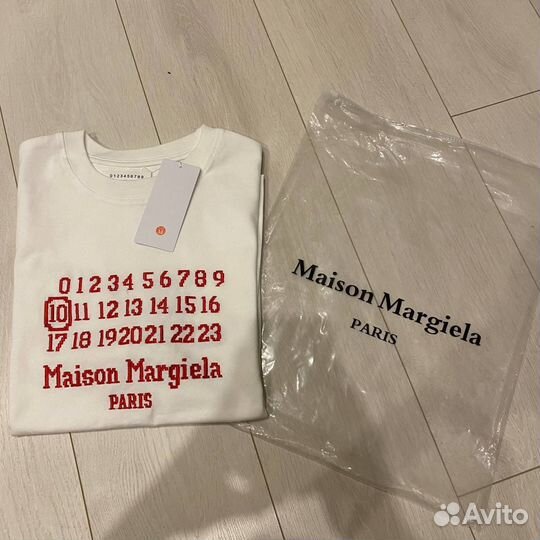 0123456789
0 1 2 3 4 5 6 7 8 9
10 11 12 13 14 15 16
17 18 19 20 21 22 23
Maison Margiela
PARIS
Maison Margiela
PARIS
Avito